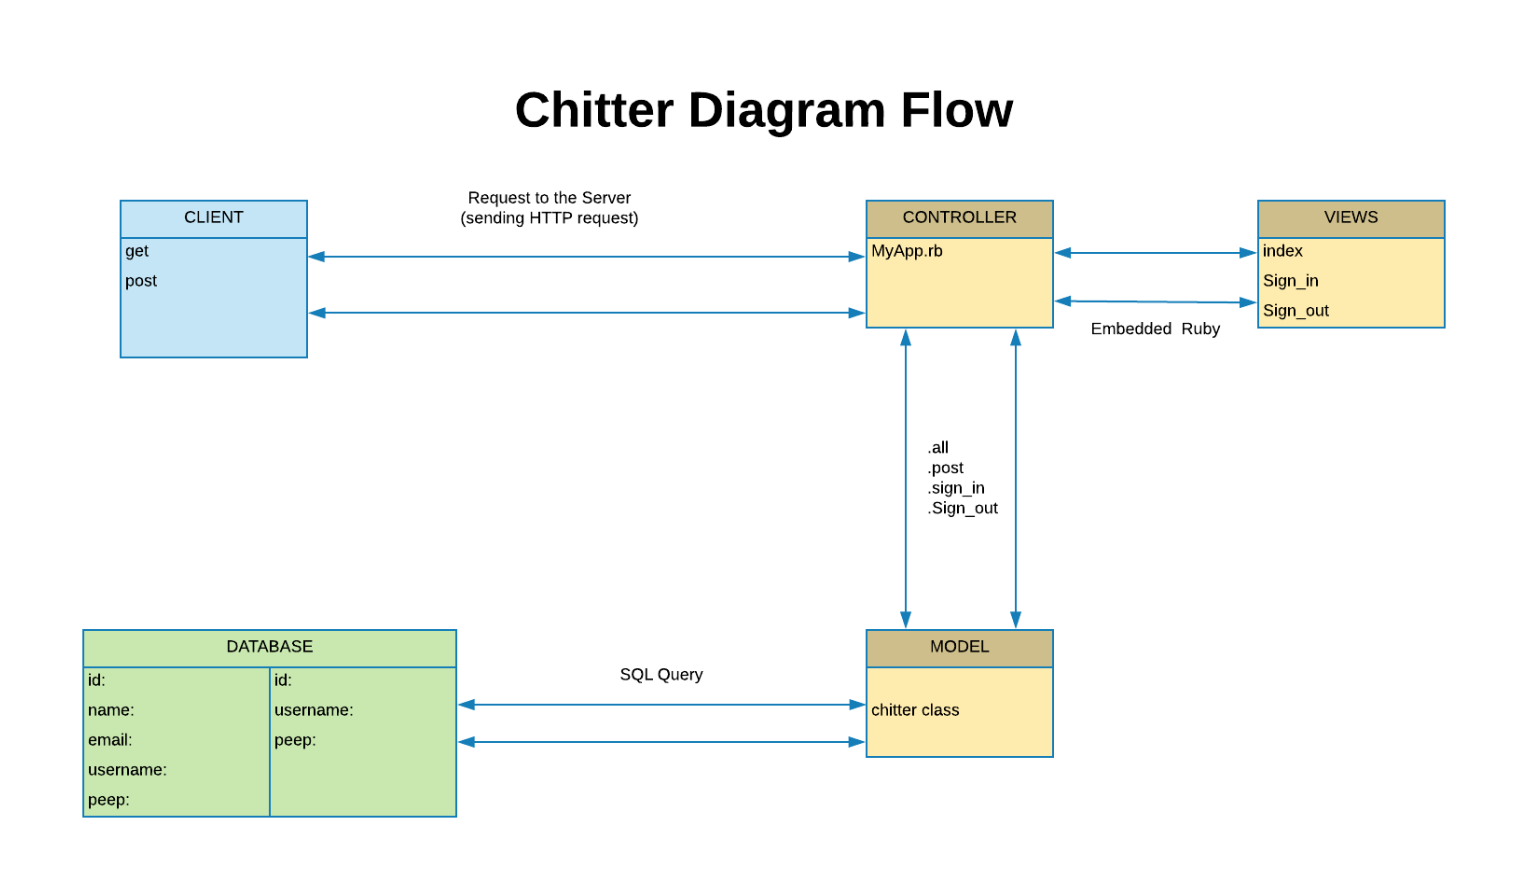 Chitter Diagram Flow
Request to the Server
(sending HTTP request)
CLIENT
get
post
CONTROLLER
MyApp.rb
VIEWS
index
Sign_in
Sign_out
Embedded  Ruby
.all
.post
.sign_in
.Sign_out
DATABASE
id:
name:
email:
username:
peep:
id:
username:
peep:
SQL Query
MODEL
chitter class